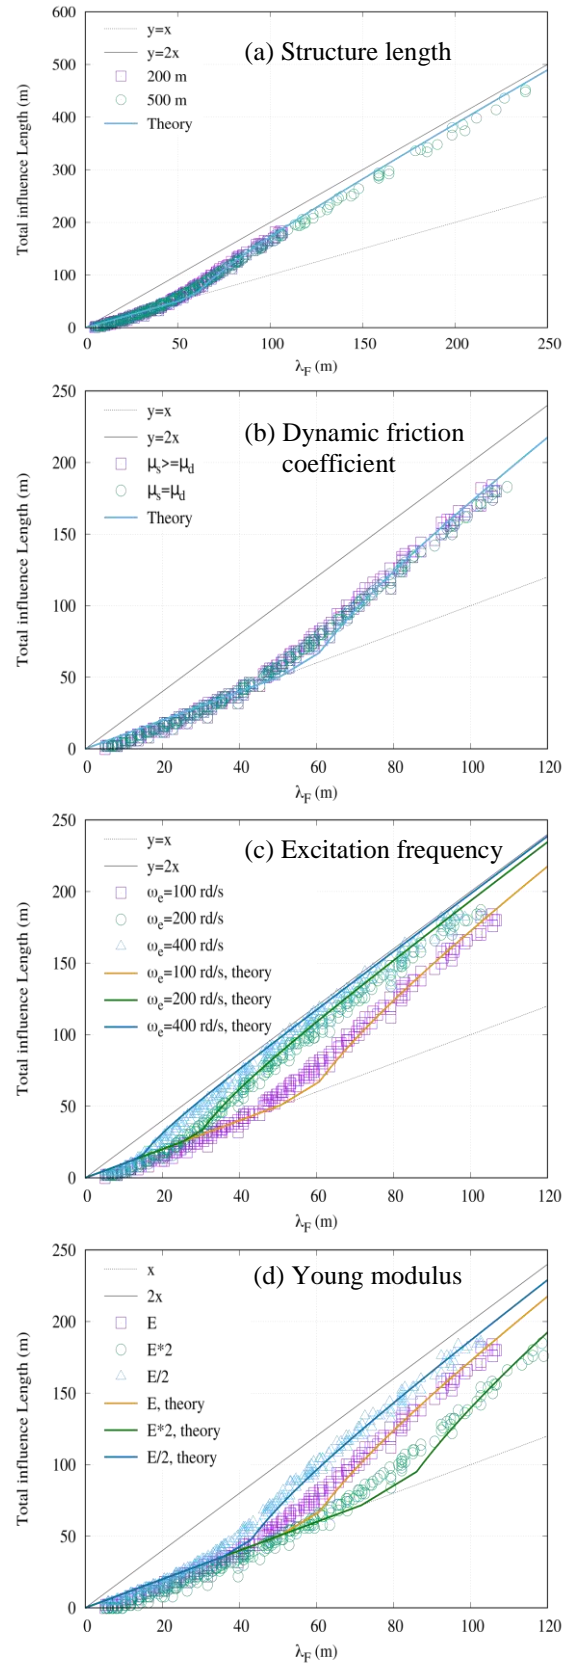 600
500
400
300
200
100
0
Total influence Length (m)
y=x
y=2x
200 m
500 m
Theory
(a) Structure length
0 50 100 150 200 250
λF (m)
250
200
150
100
50
0
Total influence Length (m)
y=x
y=2x
μs>=μd
μs=μd
Theory
(b) Dynamic friction
coefficient
0 20 40 60 80 100 120
λF (m)
250
200
150
100
50
0
Total influence Length (m)
y=x
y=2x
ωe=100 rd/s
ωe=200 rd/s
ωe=400 rd/s
ωe=100 rd/s, theory
ωe=200 rd/s, theory
ωe=400 rd/s, theory
(c) Excitation frequency
0 20 40 60 80 100 120
λF (m)
250
200
150
100
50
0
Total influence Length (m)
x
2x
E
E*2
E/2
E, theory
E*2, theory
E/2, theory
(d) Young modulus
0 20 40 60 80 100 120
λF (m)